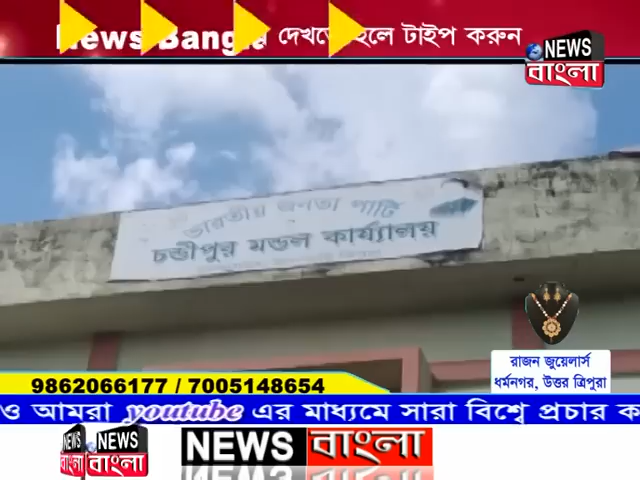 News Bangla দেখতে হলে টাইপ করুন
NEWS
বাংলা
ভারতীয় জনতা পার্টি
চন্ডীপুর মন্ডল কার্য্যালয়
রাজন জুয়েলার্স
ধর্মনগর, উত্তর ত্রিপুরা
9862066177 / 7005148654
ও আমরা youtube এর মাধ্যমে সারা বিশ্বে প্রচার ক
NEWS
বাংলা
NEWS
বাংলা
NEWS বাংলা